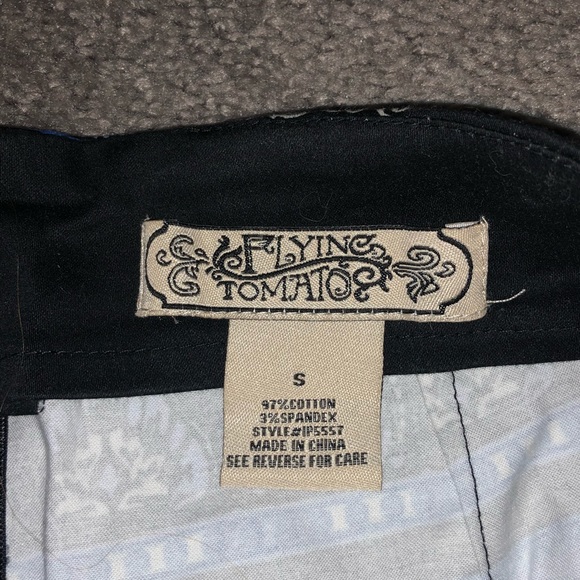 FLYING
TOMATO
S
97%COTTON
3%SPANDEX
STYLE#IP5557
MADE IN CHINA
SEE REVERSE FOR CARE